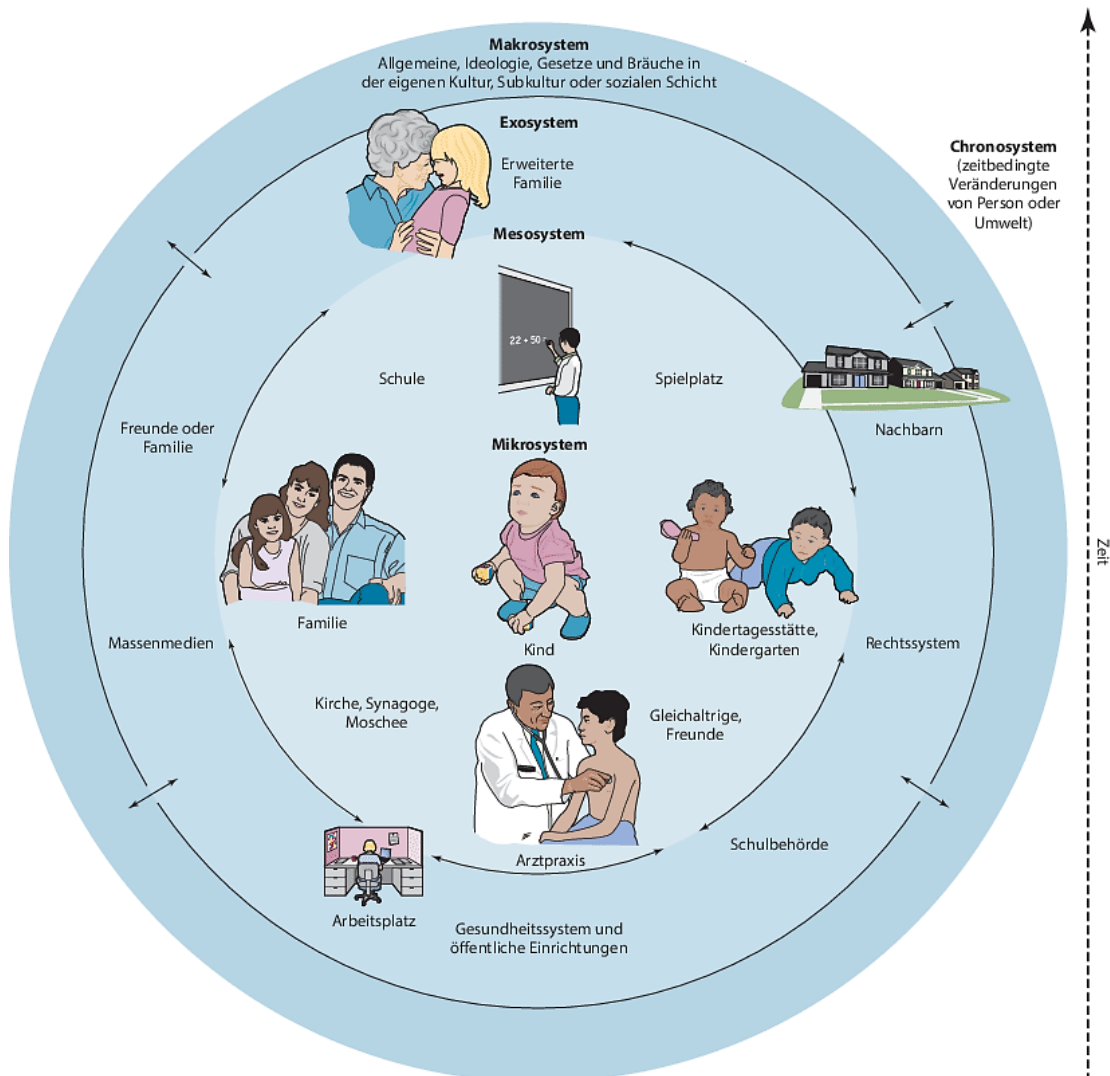 Makrosystem
Allgemeine, Ideologie, Gesetze und Bräuche in
der eigenen Kultur, Subkultur oder sozialen Schicht
Exosystem
Erweiterte
Familie
Chronosystem
(zeitbedingte
Veränderungen
von Person oder
Umwelt)
Mesosystem
22 + 50
Schule
Spielplatz
Freunde oder
Familie
Nachbarn
Mikrosystem
Zeit
Familie
Kind
Kindertagesstätte,
Kindergarten
Massenmedien
Rechtssystem
Kirche, Synagoge,
Moschee
Gleichaltrige,
Freunde
Arztpraxis
Schulbehörde
Arbeitsplatz
Gesundheitssystem und
öffentliche Einrichtungen